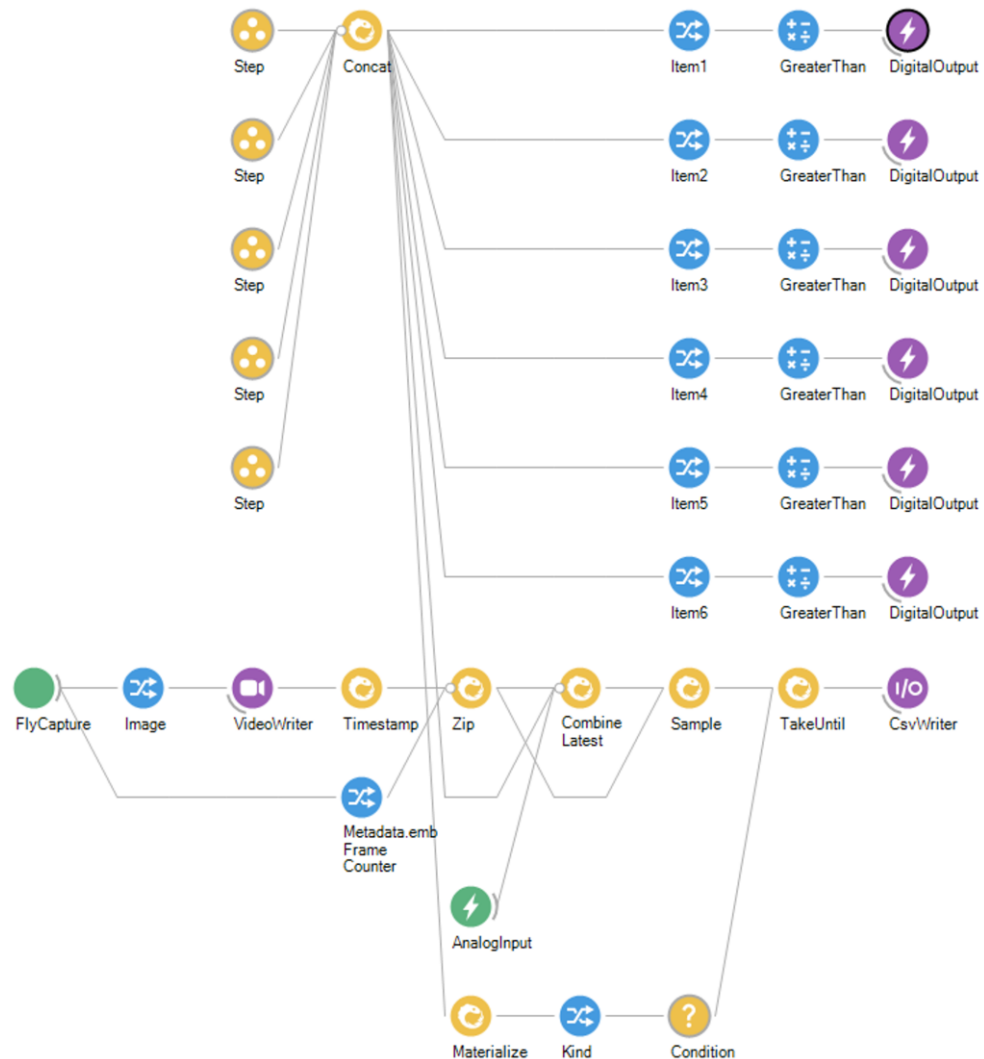 Step
Concat
Item1
GreaterThan
DigitalOutput
Step
Item2
GreaterThan
DigitalOutput
Step
Item3
GreaterThan
DigitalOutput
Step
Item4
GreaterThan
DigitalOutput
Step
Item5
GreaterThan
DigitalOutput
Item6
GreaterThan
DigitalOutput
I/O
FlyCapture
Image
VideoWriter
Timestamp
Zip
Combine
Latest
Sample
TakeUntil
CsvWriter
Metadata.emb
Frame
Counter
AnalogInput
?
Materialize
Kind
Condition